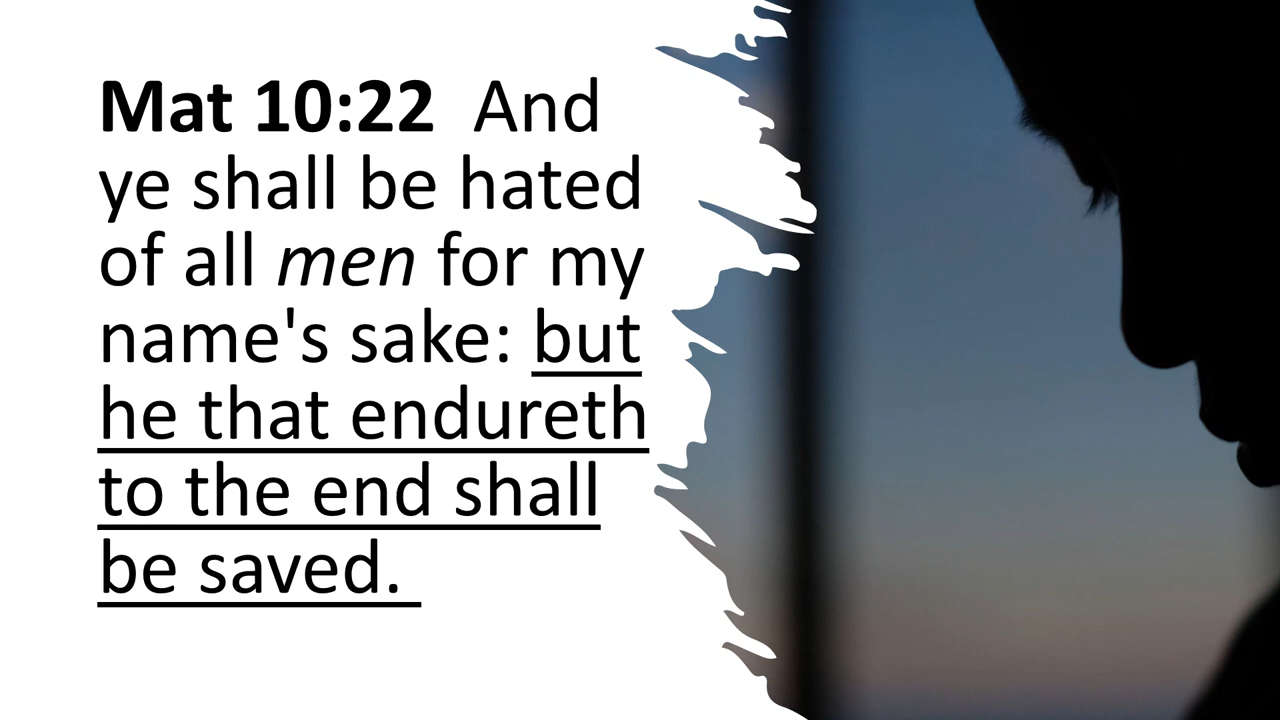 Mat 10:22  And
ye shall be hated
of all men for my
name's sake: but
he that endureth
to the end shall
be saved.